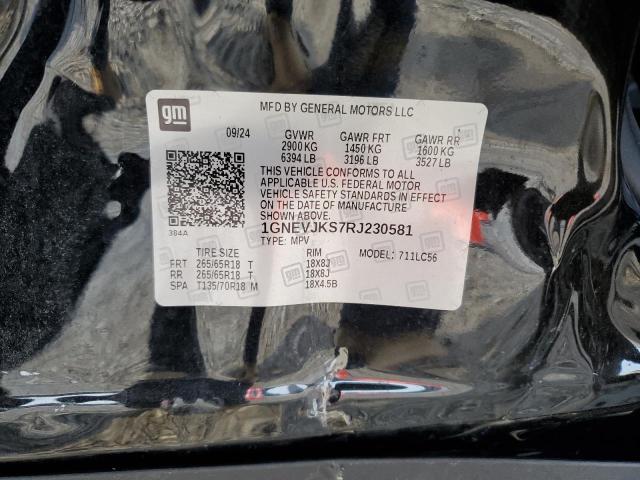 gm
MFD BY GENERAL MOTORS LLC
09/24 GVWR GAWR FRT GAWR RR
2900 KG 1450 KG 1600 KG
6394 LB 3196 LB 3527 LB
THIS VEHICLE CONFORMS TO ALL
APPLICABLE U.S. FEDERAL MOTOR
VEHICLE SAFETY STANDARDS IN EFFECT
ON THE DATE OF MANUFACTURE
SHOWN ABOVE.
384A
1GNEVJKS7RJ230581
TYPE: MPV MODEL: 711LC56
TIRE SIZE RIM
FRT 265/65R18 T 18X8J
RR 265/65R18 T 18X8J
SPA T135/70R18 M 18X4.5B